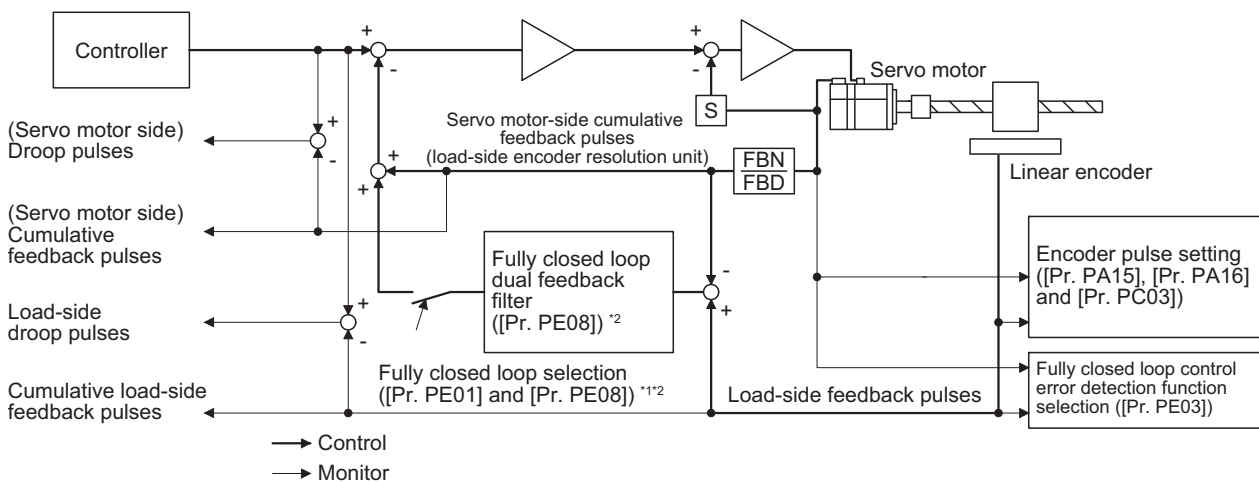 Controller
+
-
+
-
Servo motor
S
(Servo motor side)
Droop pulses
+
-
Servo motor-side cumulative
feedback pulses
(load-side encoder resolution unit)
+
+
FBN
FBD
Linear encoder
(Servo motor side)
Cumulative
feedback pulses
Fully closed loop
dual feedback
filter
([Pr. PE08]) *2
-
+
Encoder pulse setting
([Pr. PA15], [Pr. PA16]
and [Pr. PC03])
Load-side
droop pulses
+
-
Fully closed loop selection
([Pr. PE01] and [Pr. PE08]) *1*2
Fully closed loop control
error detection function
selection ([Pr. PE03])
Cumulative load-side
feedback pulses
Load-side feedback pulses
Control
Monitor